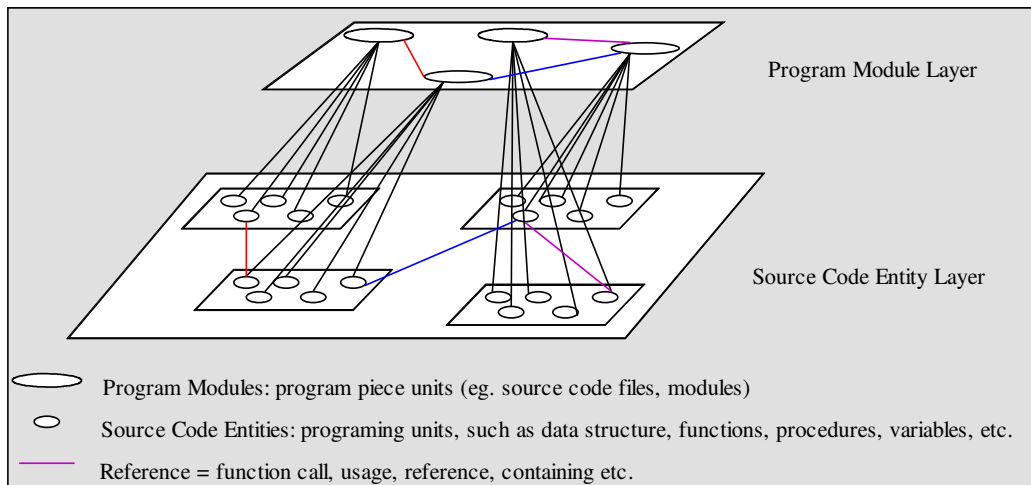 Program Module Layer
Source Code Entity Layer
Program Modules: program piece units (eg. source code files, modules)
Source Code Entities: programing units, such as data structure, functions, procedures, variables, etc.
Reference = function call, usage, reference, containing etc.